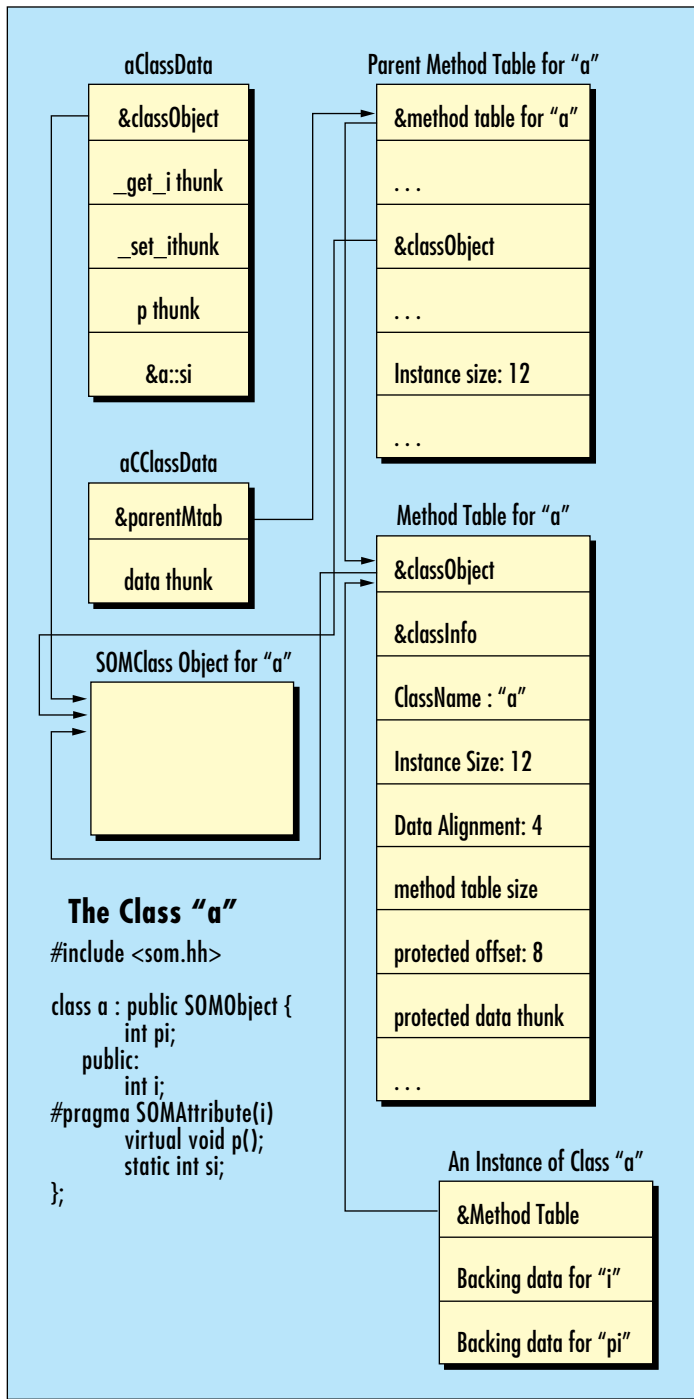 aClassData
&classObject
_get_i thunk
_set_ithunk
p thunk
&a::si
aCClassData
&parentMtab
data thunk
SOMClass Object for “a”
Parent Method Table for “a”
&method table for “a”
. . .
&classObject
. . .
Instance size: 12
. . .
Method Table for “a”
&classObject
&classInfo
ClassName : “a”
Instance Size: 12
Data Alignment: 4
method table size
protected offset: 8
protected data thunk
. . .
The Class “a”
#include <som.hh>
class a : public SOMObject {
int pi;
public:
int i;
#pragma SOMAttribute(i)
virtual void p();
static int si;
};
An Instance of Class “a”
&Method Table
Backing data for “i”
Backing data for “pi”